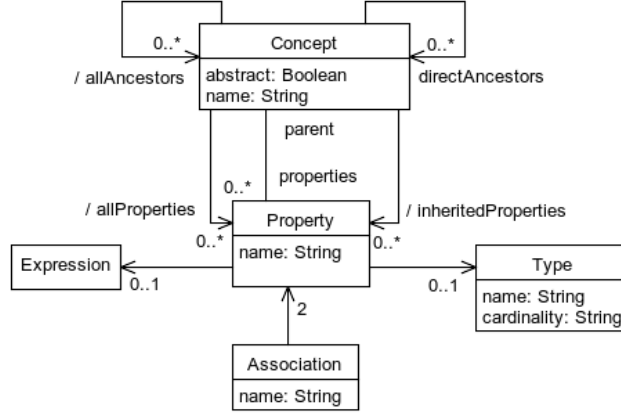 Concept
0..*
0..*
/ allAncestors
abstract: Boolean
directAncestors
name: String
parent
0..*
properties
/ allProperties
Property
/ inheritedProperties
0..*
name: String
0..*
Expression
Type
0..1
0..1
name: String
cardinality: String
2
Association
name: String